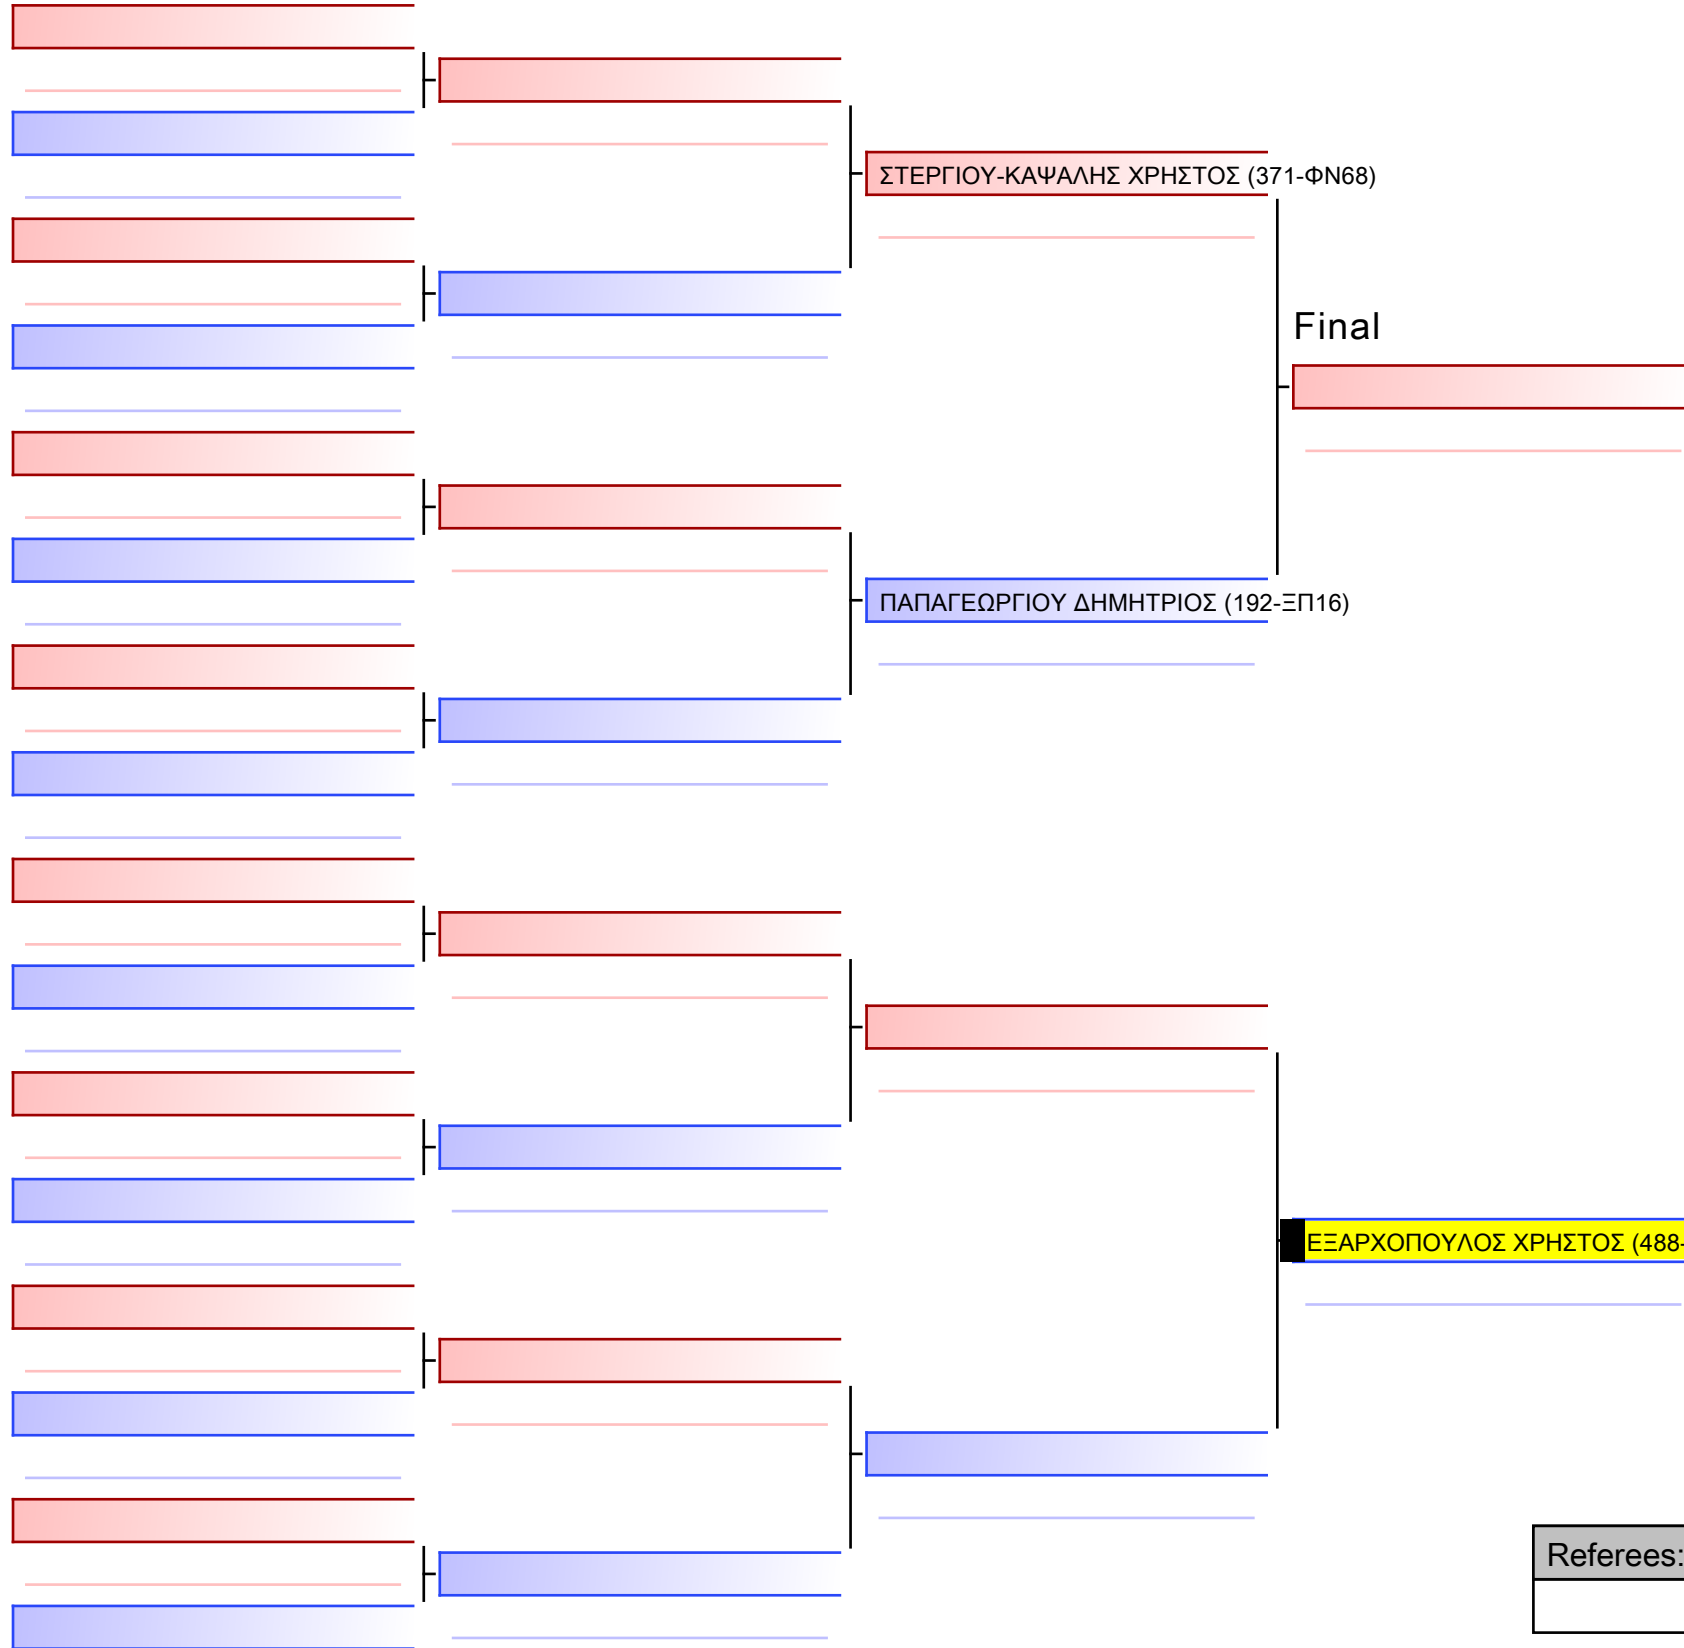 ΣΤΕΡΓΙΟΥ-ΚΑΨΑΛΗΣ ΧΡΗΣΤΟΣ (371-ΦΝ68)
Final
ΠΑΠΑΓΕΩΡΓΙΟΥ ΔΗΜΗΤΡΙΟΣ (192-ΞΠ16)
ΕΞΑΡΧΟΠΟΥΛΟΣ ΧΡΗΣΤΟΣ (488-
Referees: